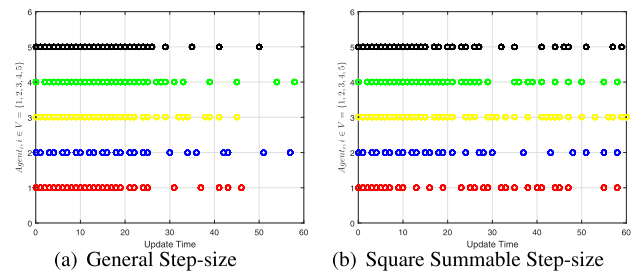 6
5
4
3
2
1
0
0 10 20 30 40 50 60
Update Time
Agent_i, i ∈ V = {1, 2, 3, 4, 5}
(a) General Step-size
6
5
4
3
2
1
0
0 10 20 30 40 50 60
Update Time
Agent_i, i ∈ V = {1, 2, 3, 4, 5}
(b) Square Summable Step-size